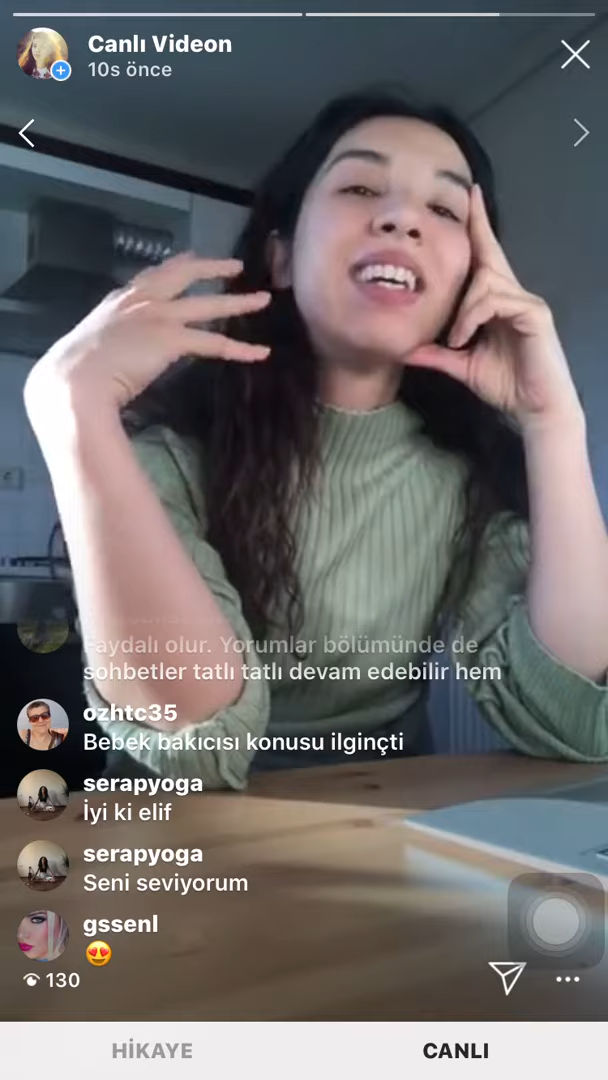 Canlı Videon
10s önce
Faydalı olur. Yorumlar bölümünde de
sohbetler tatlı tatlı devam edebilir hem
ozhtc35
Bebek bakıcısı konusu ilginçti
serapyoga
İyi ki elif
serapyoga
Seni seviyorum
gssenl
😍
130
HİKAYE
CANLI